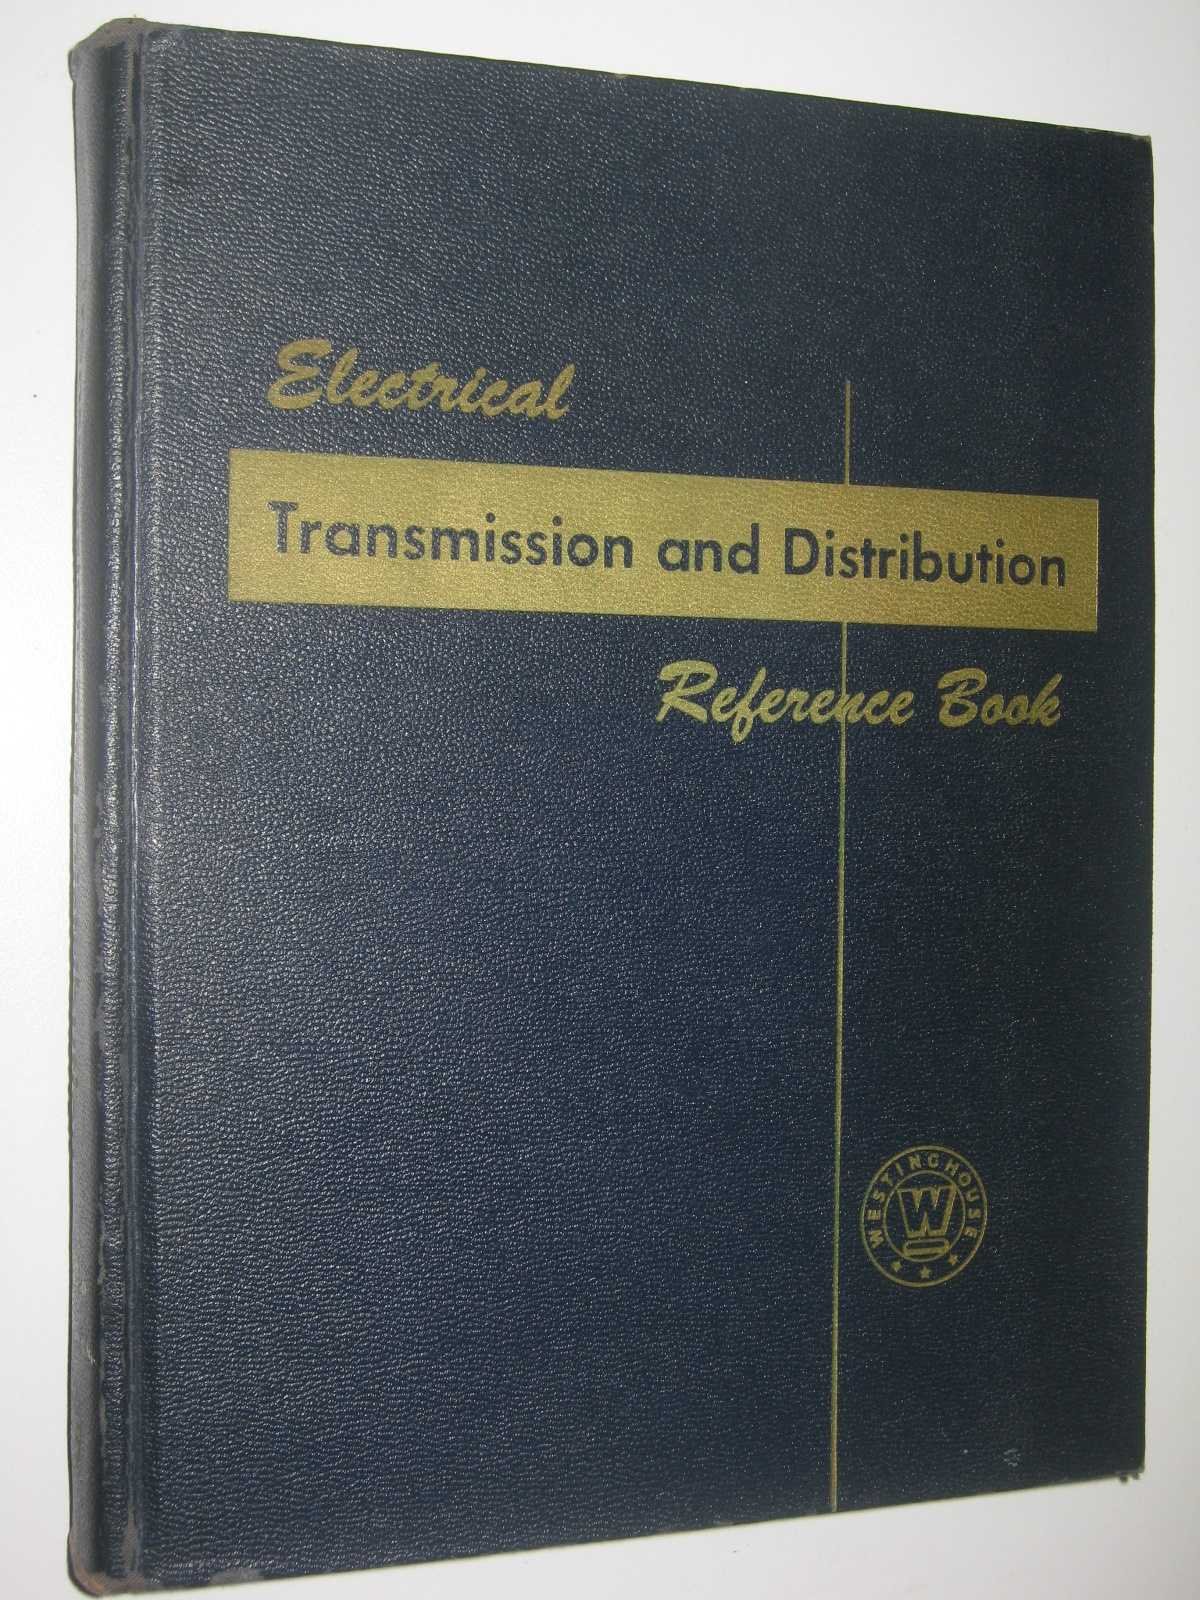 Electrical
Transmission and Distribution
Reference Book
WESTINGHOUSE
W